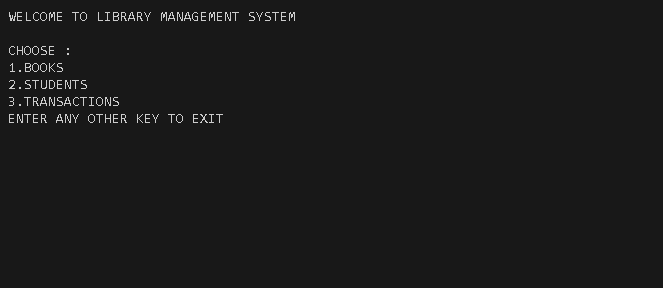 WELCOME TO LIBRARY MANAGEMENT SYSTEM
CHOOSE :
1.BOOKS
2.STUDENTS
3.TRANSACTIONS
ENTER ANY OTHER KEY TO EXIT